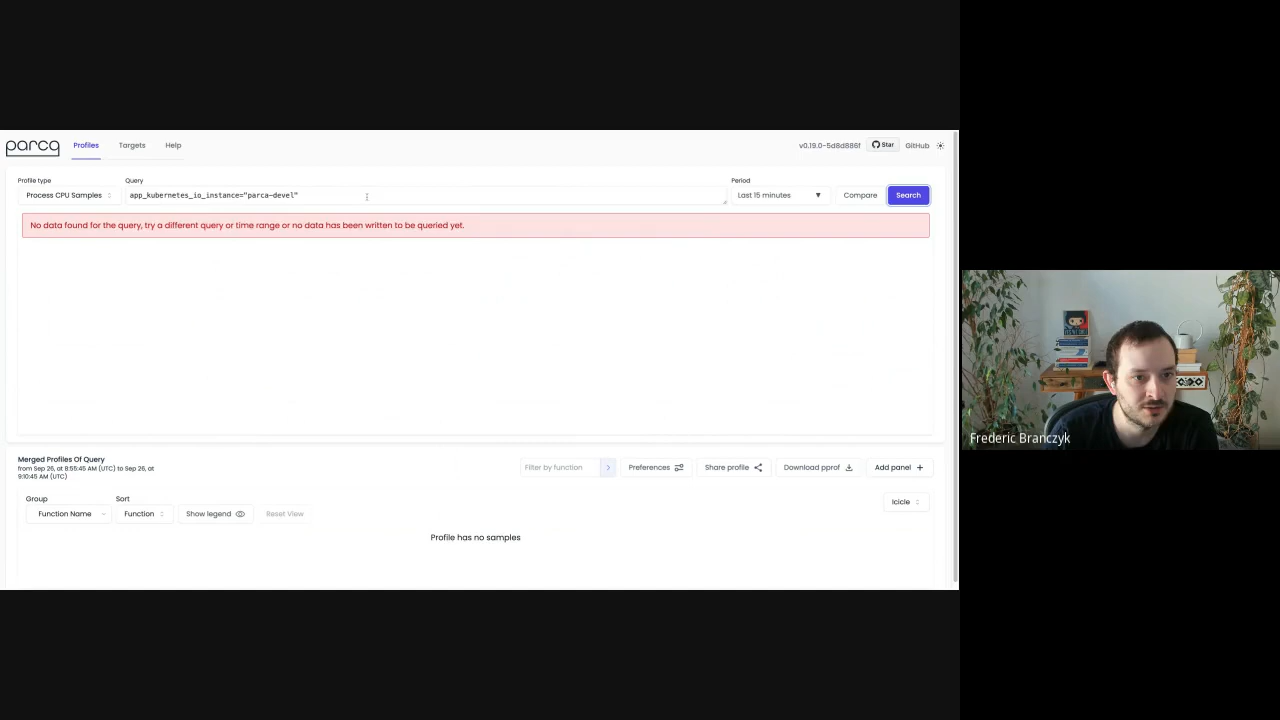 parca
Profiles
Targets
Help
v0.19.0-5d8d886f
Star
GitHub
Profile type
Query
Period
Process CPU Samples
app_kubernetes_io_instance="parca-devel"
Last 15 minutes
Compare
Search
No data found for the query, try a different query or time range or no data has been written to be queried yet.
Merged Profiles Of Query
from Sep 26, at 8:55:45 AM (UTC) to Sep 26, at
9:10:45 AM (UTC)
Filter by function
Preferences
Share profile
Download pprof
Add panel
Group
Sort
Function Name
Function
Show legend
Reset View
Icicle
Profile has no samples
Frederic Branczyk